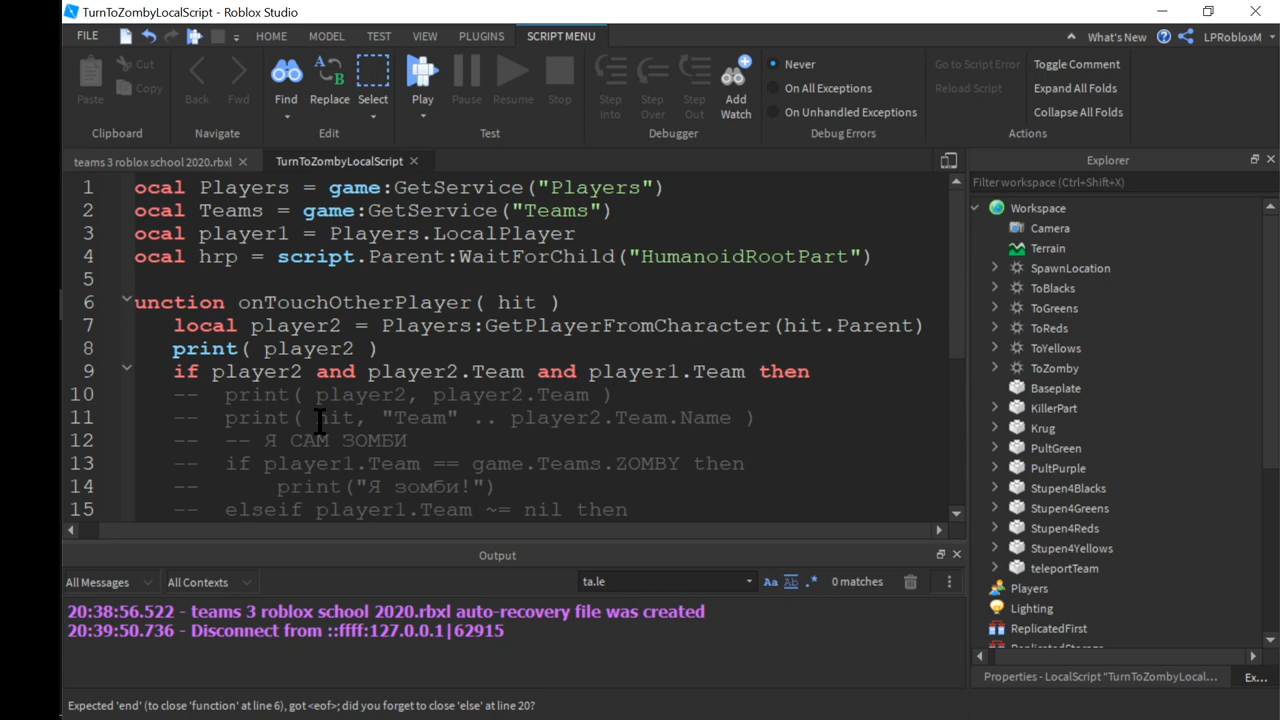 TurnToZombyLocalScript - Roblox Studio
FILE HOME MODEL TEST VIEW PLUGINS SCRIPT MENU What's New LPRobloxM
Paste Cut Copy Back Fwd Find Replace Select Play Pause Resume Stop Step Into Step Over Step Out Add Watch
Never
On All Exceptions
On Unhandled Exceptions
Go to Script Error
Reload Script
Toggle Comment
Expand All Folds
Collapse All Folds
Clipboard Navigate Edit Test Debugger Debug Errors Actions
teams 3 roblox school 2020.rbxl TurnToZombyLocalScript
1 ocal Players = game:GetService("Players")
2 ocal Teams = game:GetService("Teams")
3 ocal player1 = Players.LocalPlayer
4 ocal hrp = script.Parent:WaitForChild("HumanoidRootPart")
5
6 unction onTouchOtherPlayer( hit )
7 local player2 = Players:GetPlayerFromCharacter(hit.Parent)
8 print( player2 )
9 if player2 and player2.Team and player1.Team then
10 -- print( player2, player2.Team )
11 -- print( hit, "Team" .. player2.Team.Name )
12 -- -- Я САМ ЗОМБИ
13 -- if player1.Team == game.Teams.ZOMBY then
14 -- print("Я зомби!")
15 -- elseif player1.Team ~= nil then
Explorer
Filter workspace (Ctrl+Shift+X)
Workspace
Camera
Terrain
SpawnLocation
ToBlacks
ToGreens
ToReds
ToYellows
ToZomby
Baseplate
KillerPart
Krug
PultGreen
PultPurple
Stupen4Blacks
Stupen4Greens
Stupen4Reds
Stupen4Yellows
teleportTeam
Players
Lighting
ReplicatedFirst
ReplicatedStorage
Properties - LocalScript "TurnToZombyLocal... Ex...
Output
All Messages All Contexts ta.le Aa Ab .* 0 matches
20:38:56.522 - teams 3 roblox school 2020.rbxl auto-recovery file was created
20:39:50.736 - Disconnect from ::ffff:127.0.0.1|62915
Expected 'end' (to close 'function' at line 6), got <eof>; did you forget to close 'else' at line 20?